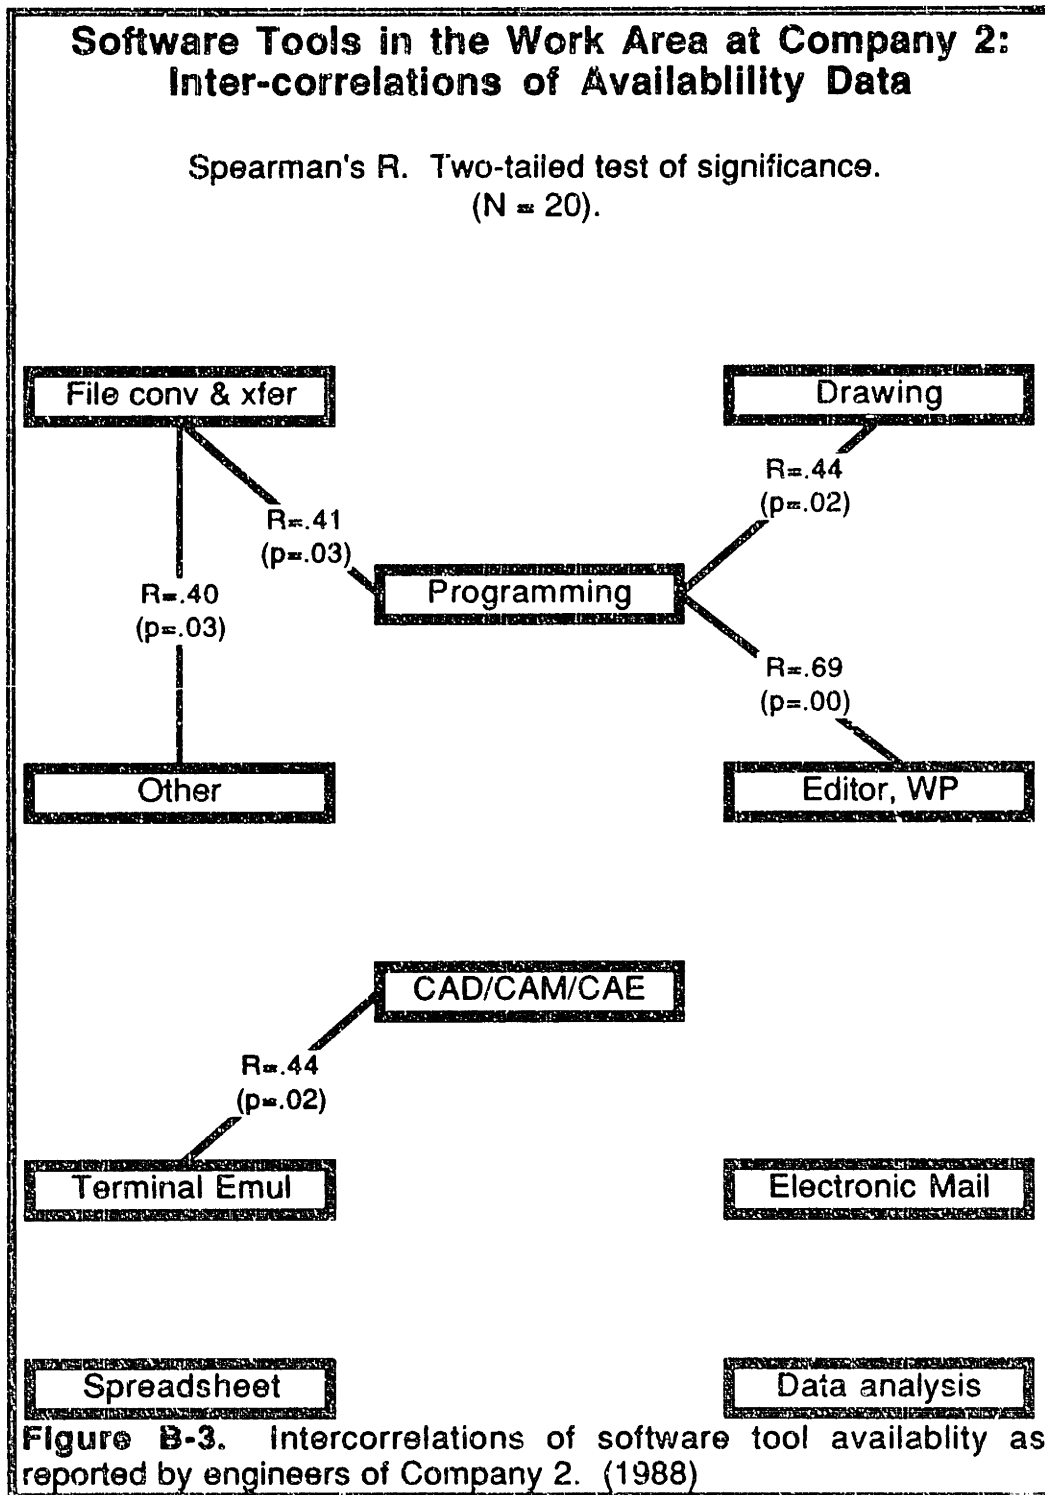 Software Tools in the Work Area at Company 2:
Inter-correlations of Availablility Data
Spearman's R. Two-tailed test of significance.
(N = 20).
File conv & xfer
Drawing
R=.44
(p=.02)
R=.41
(p=.03)
Programming
R=.40
(p=.03)
R=.69
(p=.00)
Other
Editor, WP
CAD/CAM/CAE
R=.44
(p=.02)
Terminal Emul
Electronic Mail
Spreadsheet
Data analysis
Figure B-3. Intercorrelations of software tool availablity as
reported by engineers of Company 2. (1988)